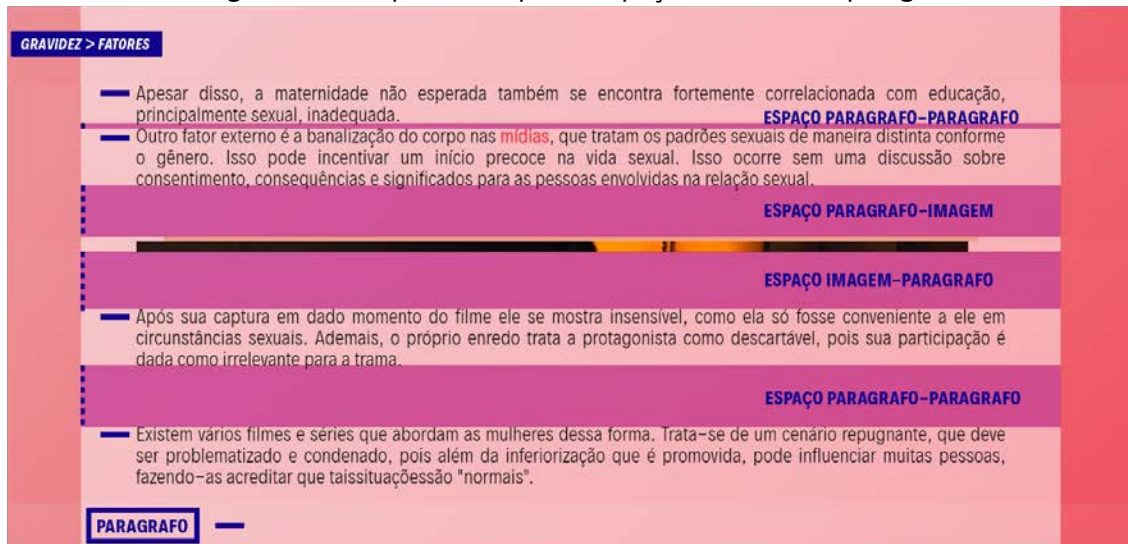 GRAVIDEZ > FATORES
Apesar disso, a maternidade não esperada também se encontra fortemente correlacionada com educação,
principalmente sexual, inadequada.
ESPAÇO PARAGRAFO-PARAGRAFO
Outro fator externo é a banalização do corpo nas mídias, que tratam os padrões sexuais de maneira distinta conforme
o gênero. Isso pode incentivar um início precoce na vida sexual. Isso ocorre sem uma discussão sobre
consentimento, consequências e significados para as pessoas envolvidas na relação sexual.
ESPAÇO PARAGRAFO-IMAGEM
ESPAÇO IMAGEM-PARAGRAFO
Após sua captura em dado momento do filme ele se mostra insensível, como ela só fosse conveniente a ele em
circunstâncias sexuais. Ademais, o próprio enredo trata a protagonista como descartável, pois sua participação é
dada como irrelevante para a trama.
ESPAÇO PARAGRAFO-PARAGRAFO
Existem vários filmes e séries que abordam as mulheres dessa forma. Trata-se de um cenário repugnante, que deve
ser problematizado e condenado, pois além da inferiorização que é promovida, pode influenciar muitas pessoas,
fazendo-as acreditar que taissituaçõessão "normais".
PARAGRAFO